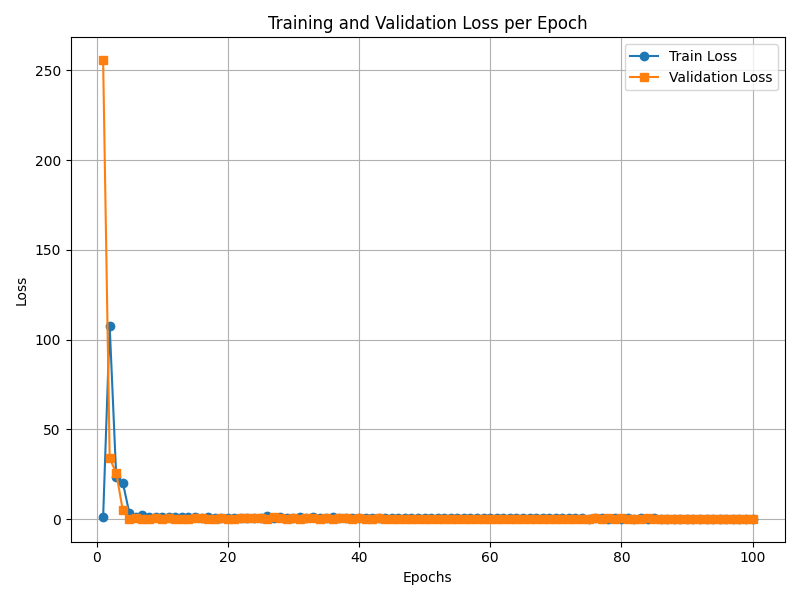 Training and Validation Loss per Epoch
Train Loss
Validation Loss
250
200
150
100
50
0
Loss
0 20 40 60 80 100
Epochs